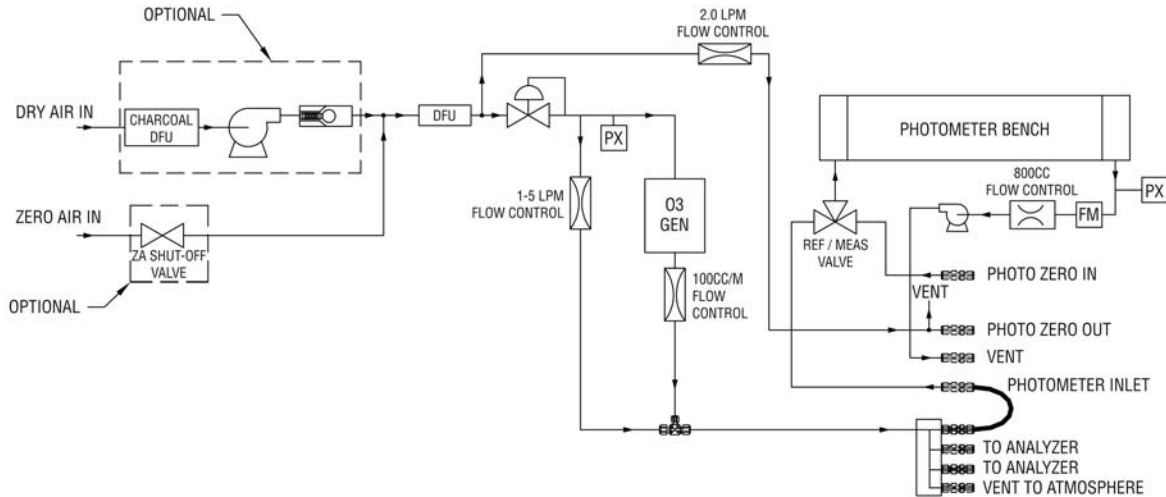 OPTIONAL
2.0 LPM
FLOW CONTROL
DRY AIR IN
CHARCOAL
DFU
DFU
PX
PHOTOMETER BENCH
1-5 LPM
FLOW CONTROL
O3
GEN
800CC
FLOW CONTROL
PX
FM
ZERO AIR IN
ZA SHUT-OFF
VALVE
REF / MEAS
VALVE
OPTIONAL
100CC/M
FLOW
CONTROL
PHOTO ZERO IN
VENT
PHOTO ZERO OUT
VENT
PHOTOMETER INLET
TO ANALYZER
TO ANALYZER
VENT TO ATMOSPHERE